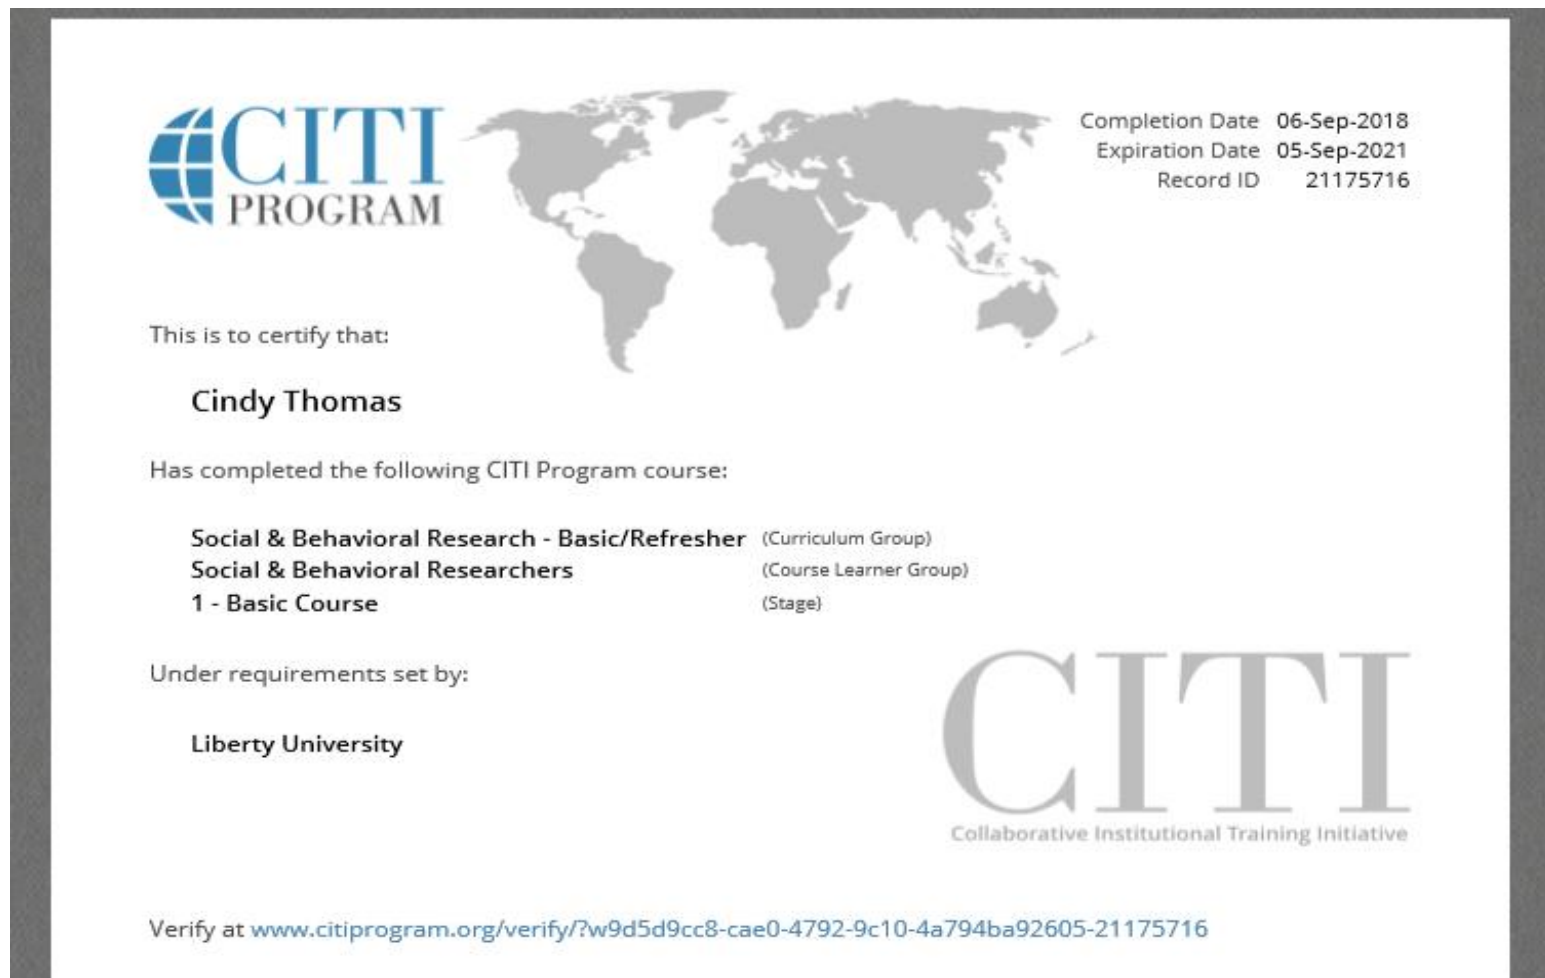 CITI
PROGRAM
Completion Date 06-Sep-2018
Expiration Date 05-Sep-2021
Record ID 21175716
This is to certify that:
Cindy Thomas
Has completed the following CITI Program course:
Social & Behavioral Research - Basic/Refresher (Curriculum Group)
Social & Behavioral Researchers (Course Learner Group)
1 - Basic Course (Stage)
Under requirements set by:
Liberty University
CITI
Collaborative Institutional Training Initiative
Verify at www.citiprogram.org/verify/?w9d5d9cc8-cae0-4792-9c10-4a794ba92605-21175716